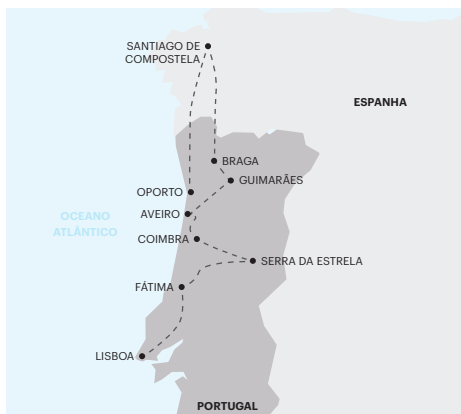 SANTIAGO DE
COMPOSTELA
ESPANHA
BRAGA
GUIMARÃES
OPORTO
AVEIRO
OCEANO
ATLÂNTICO
COIMBRA
SERRA DA ESTRELA
FÁTIMA
LISBOA
PORTUGAL